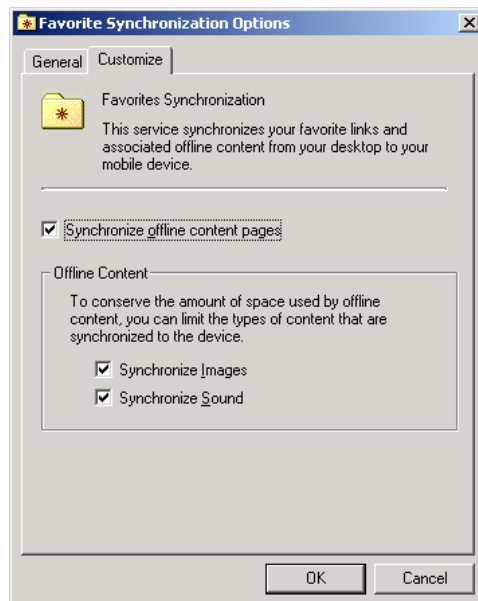 Favorite Synchronization Options
General
Customize
Favorites Synchronization
This service synchronizes your favorite links and
associated offline content from your desktop to your
mobile device.
Synchronize offline content pages
Offline Content
To conserve the amount of space used by offline
content, you can limit the types of content that are
synchronized to the device.
Synchronize Images
Synchronize Sound
OK
Cancel